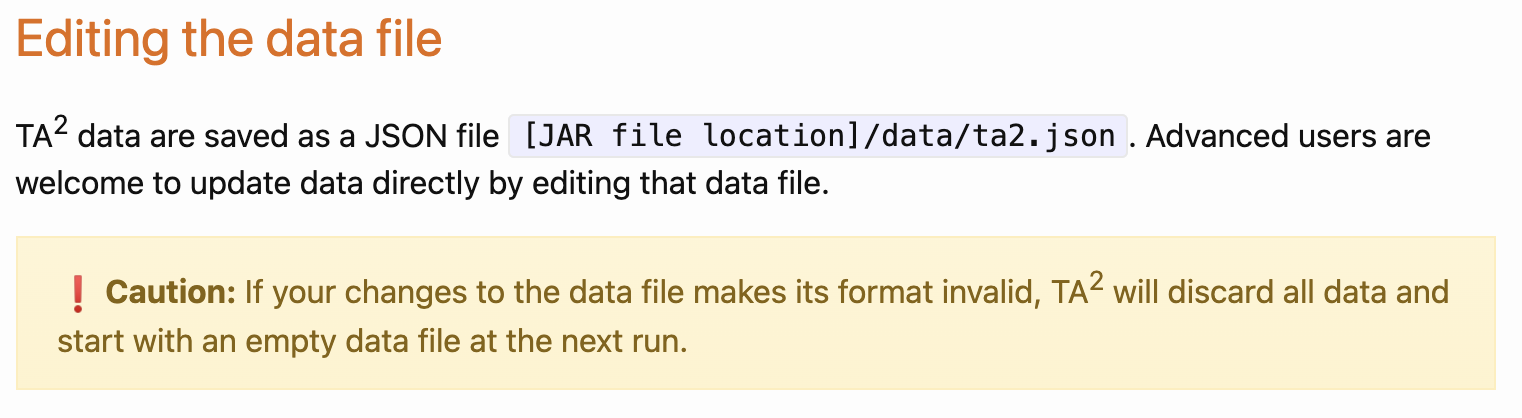 Editing the data file
TA² data are saved as a JSON file [JAR file location]/data/ta2.json. Advanced users are
welcome to update data directly by editing that data file.
❗ Caution: If your changes to the data file makes its format invalid, TA² will discard all data and
start with an empty data file at the next run.